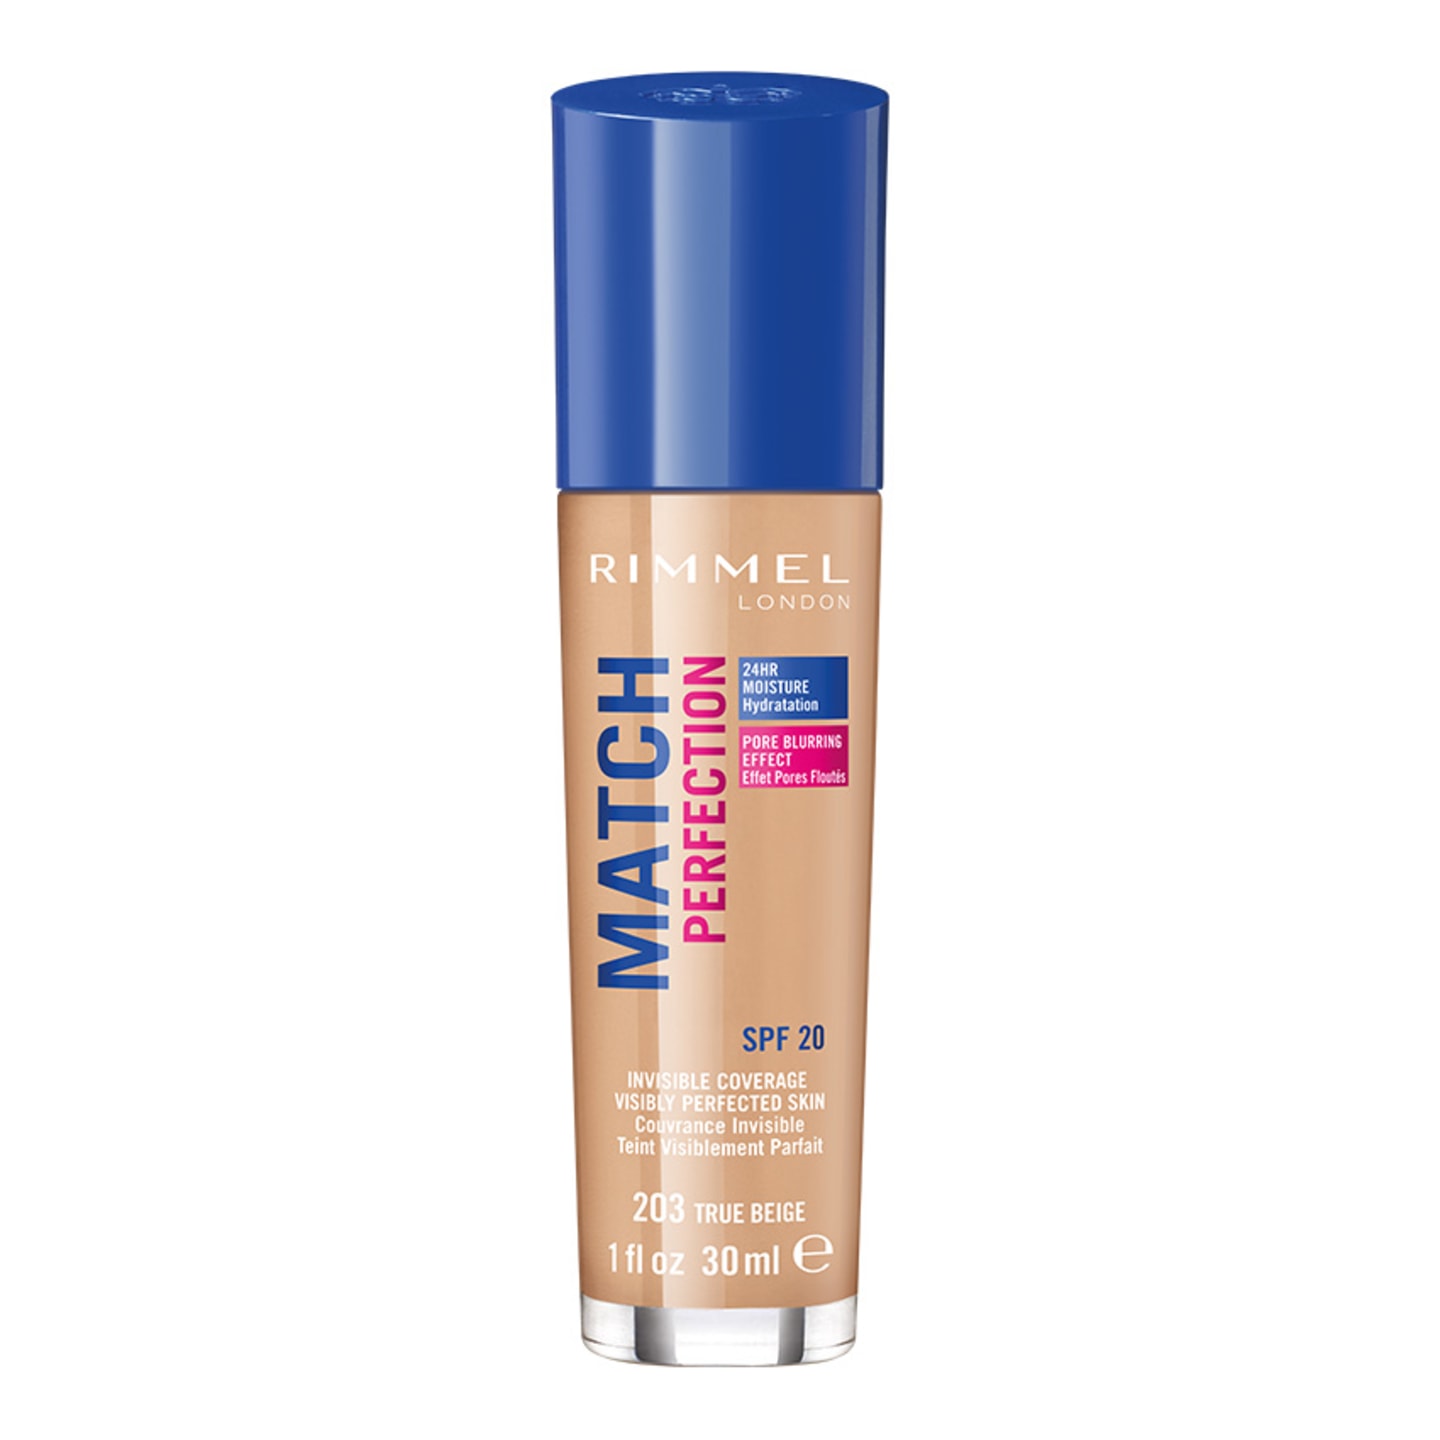 RIMMEL
LONDON
MATCH
PERFECTION
24HR
MOISTURE
Hydratation
PORE BLURRING
EFFECT
Effet Pores Floutés
SPF 20
INVISIBLE COVERAGE
VISIBLY PERFECTED SKIN
Couvrance Invisible
Teint Visiblement Parfait
203 TRUE BEIGE
1 fl oz 30 ml ℮